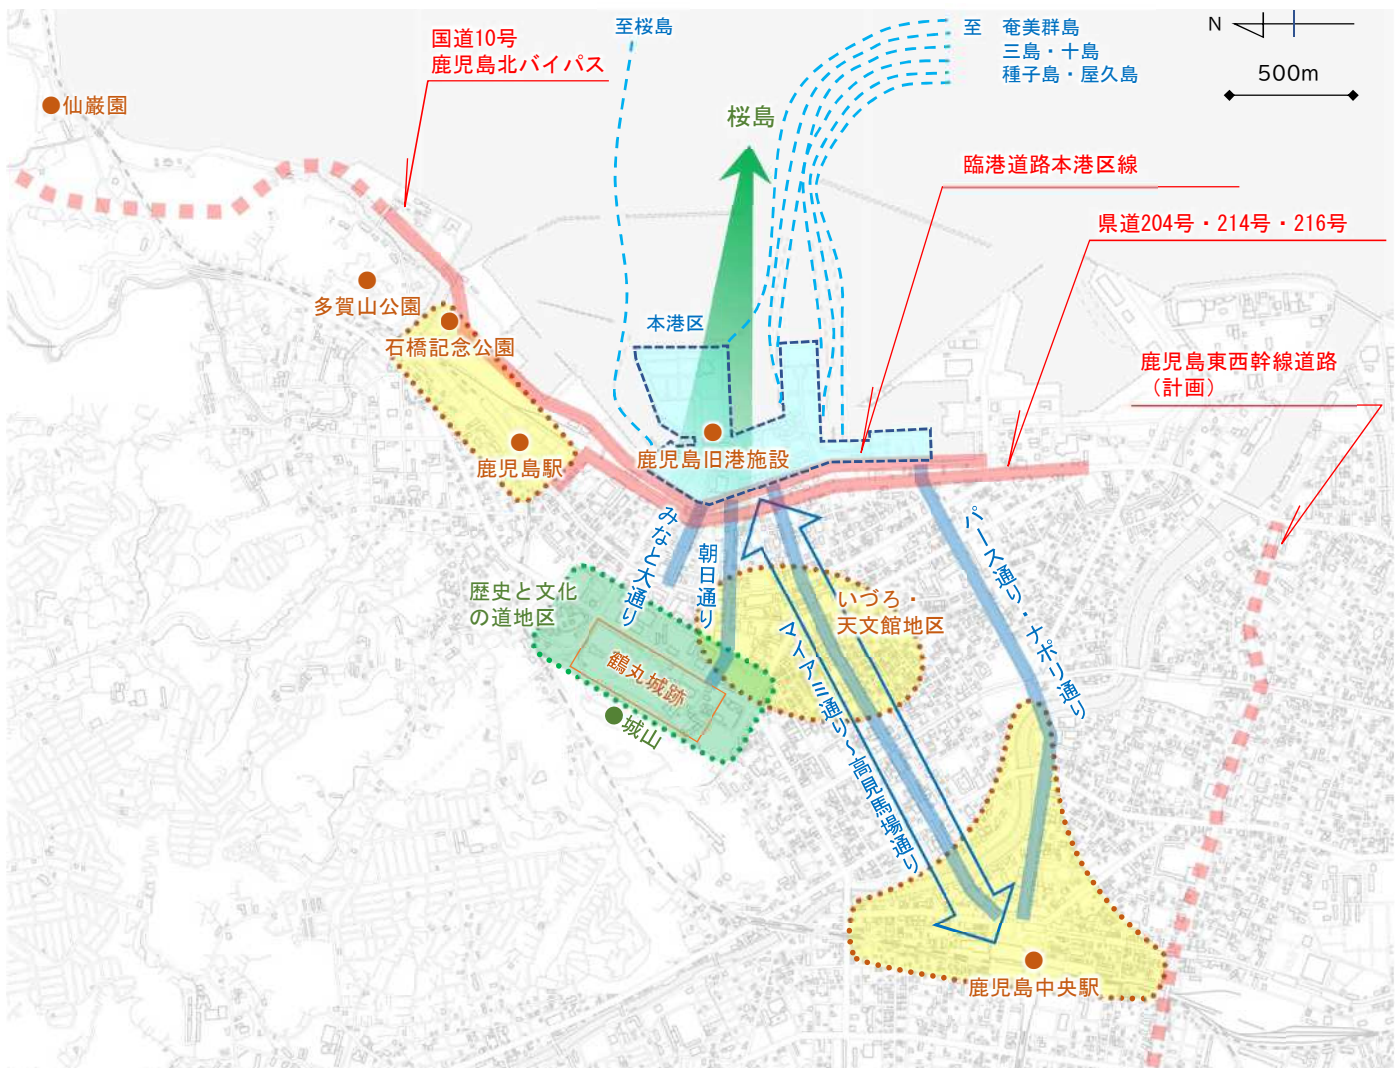 至桜島
至 奄美群島
三島・十島
種子島・屋久島
N
500m
国道10号
鹿児島北バイパス
仙巌園
桜島
臨港道路本港区線
県道204号・214号・216号
多賀山公園
石橋記念公園
本港区
鹿児島東西幹線道路
(計画)
鹿児島駅
鹿児島旧港施設
みなと大通り
朝日通り
パース通り・ナポリ通り
歴史と文化
の道地区
いづろ・
天文館地区
マイアミ通り～高見馬場通り
鶴丸城跡
城山
鹿児島中央駅